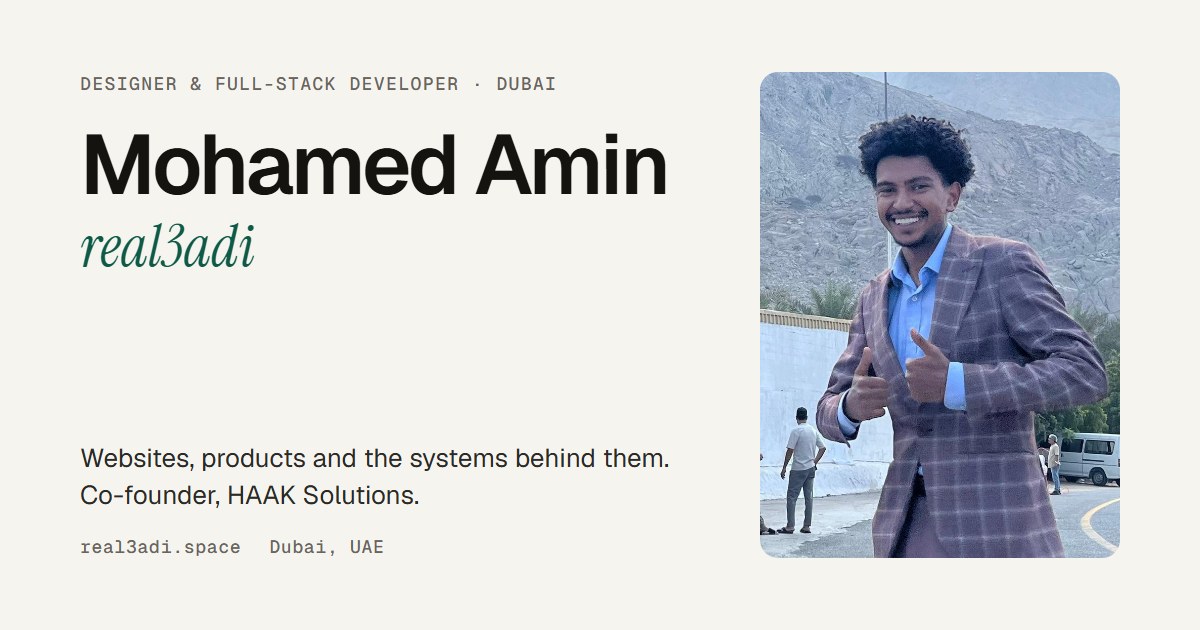 DESIGNER & FULL-STACK DEVELOPER · DUBAI
Mohamed Amin
real3adi
Websites, products and the systems behind them.
Co-founder, HAAK Solutions.
real3adi.space Dubai, UAE